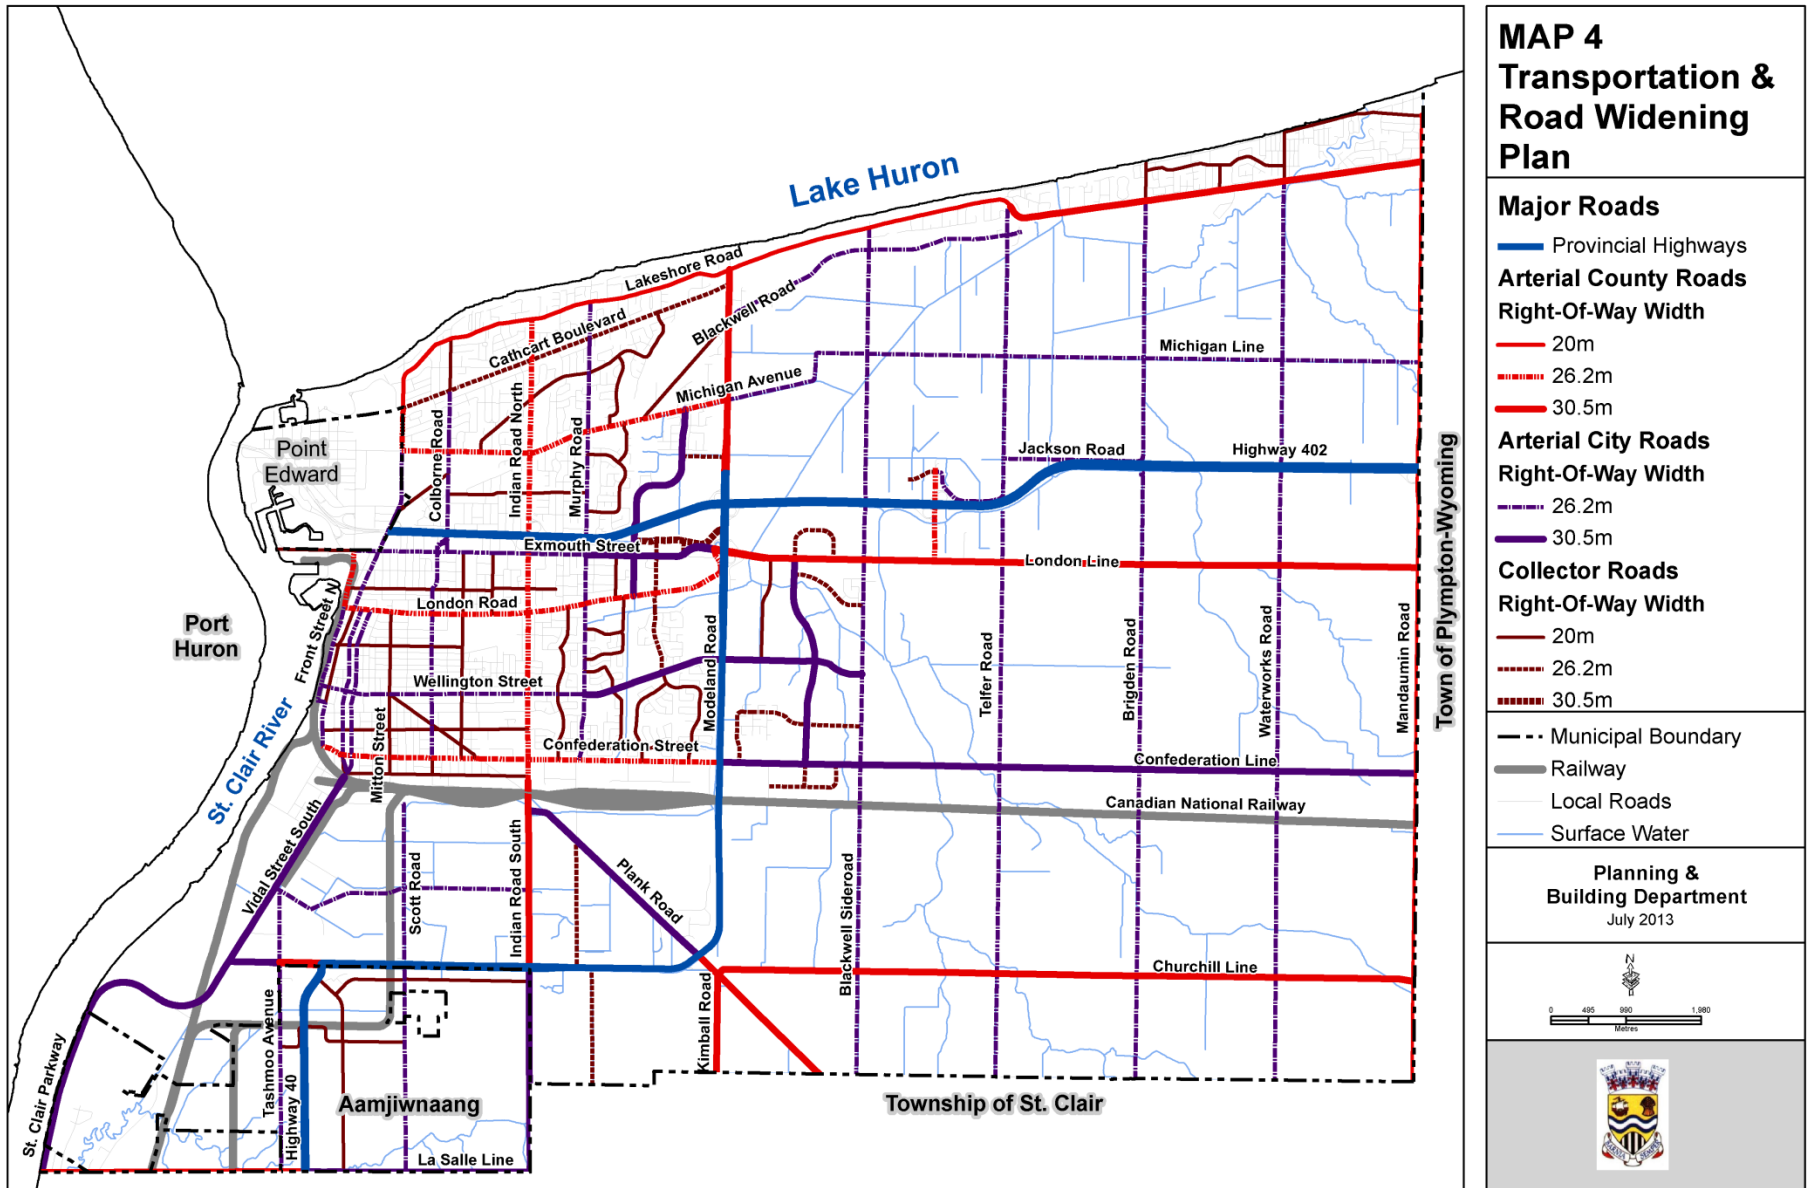 MAP 4
Transportation &
Road Widening
Plan
Major Roads
Provincial Highways
Arterial County Roads
Right-Of-Way Width
20m
26.2m
30.5m
Arterial City Roads
Right-Of-Way Width
26.2m
30.5m
Collector Roads
Right-Of-Way Width
20m
26.2m
30.5m
Municipal Boundary
Railway
Local Roads
Surface Water
Planning &
Building Department
July 2013
N
0 495 990 1,980
Metres
Lake Huron
Lakeshore Road
Cathcart Boulevard
Blackwell Road
Michigan Avenue
Michigan Line
Point
Edward
Colborne Road
Indian Road North
Murphy Road
Jackson Road
Highway 402
Exmouth Street
London Line
London Road
Port
Huron
Front Street N
St. Clair River
Wellington Street
Modeland Road
Telfer Road
Brigden Road
Waterworks Road
Mandaumin Road
Town of Plympton-Wyoming
Mitton Street
Confederation Street
Confederation Line
Canadian National Railway
Vidal Street South
Scott Road
Indian Road South
Plank Road
Blackwell Sideroad
Churchill Line
Kimball Road
Tashmoo Avenue
Highway 40
St. Clair Parkway
Aamjiwnaang
Township of St. Clair
La Salle Line